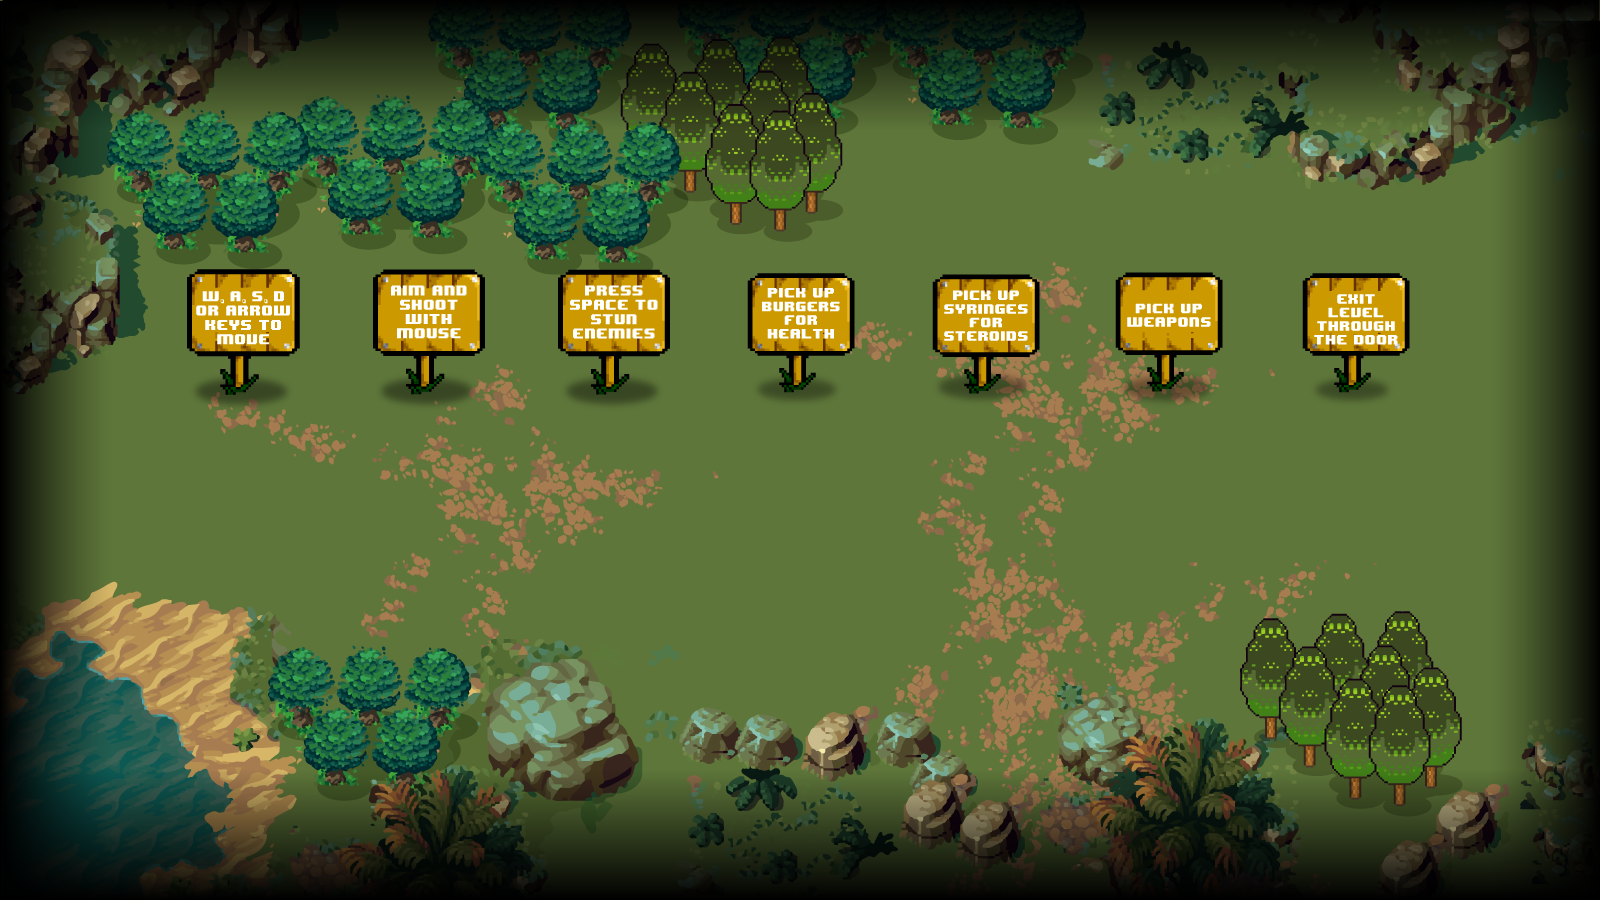 W, A, S, D
OR ARROW
KEYS TO
MOVE
AIM AND
SHOOT
WITH
MOUSE
PRESS
SPACE TO
STUN
ENEMIES
PICK UP
BURGERS
FOR
HEALTH
PICK UP
SYRINGES
FOR
STEROIDS
PICK UP
WEAPONS
EXIT
LEVEL
THROUGH
THE DOOR